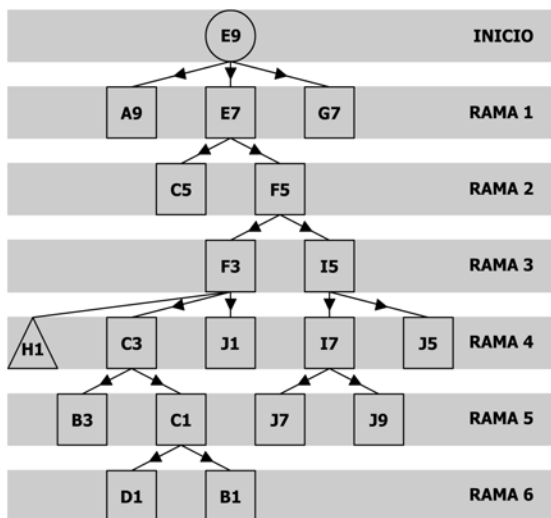 E9 INICIO
A9 E7 G7 RAMA 1
C5 F5 RAMA 2
F3 I5 RAMA 3
H1 C3 J1 I7 J5 RAMA 4
B3 C1 J7 J9 RAMA 5
D1 B1 RAMA 6